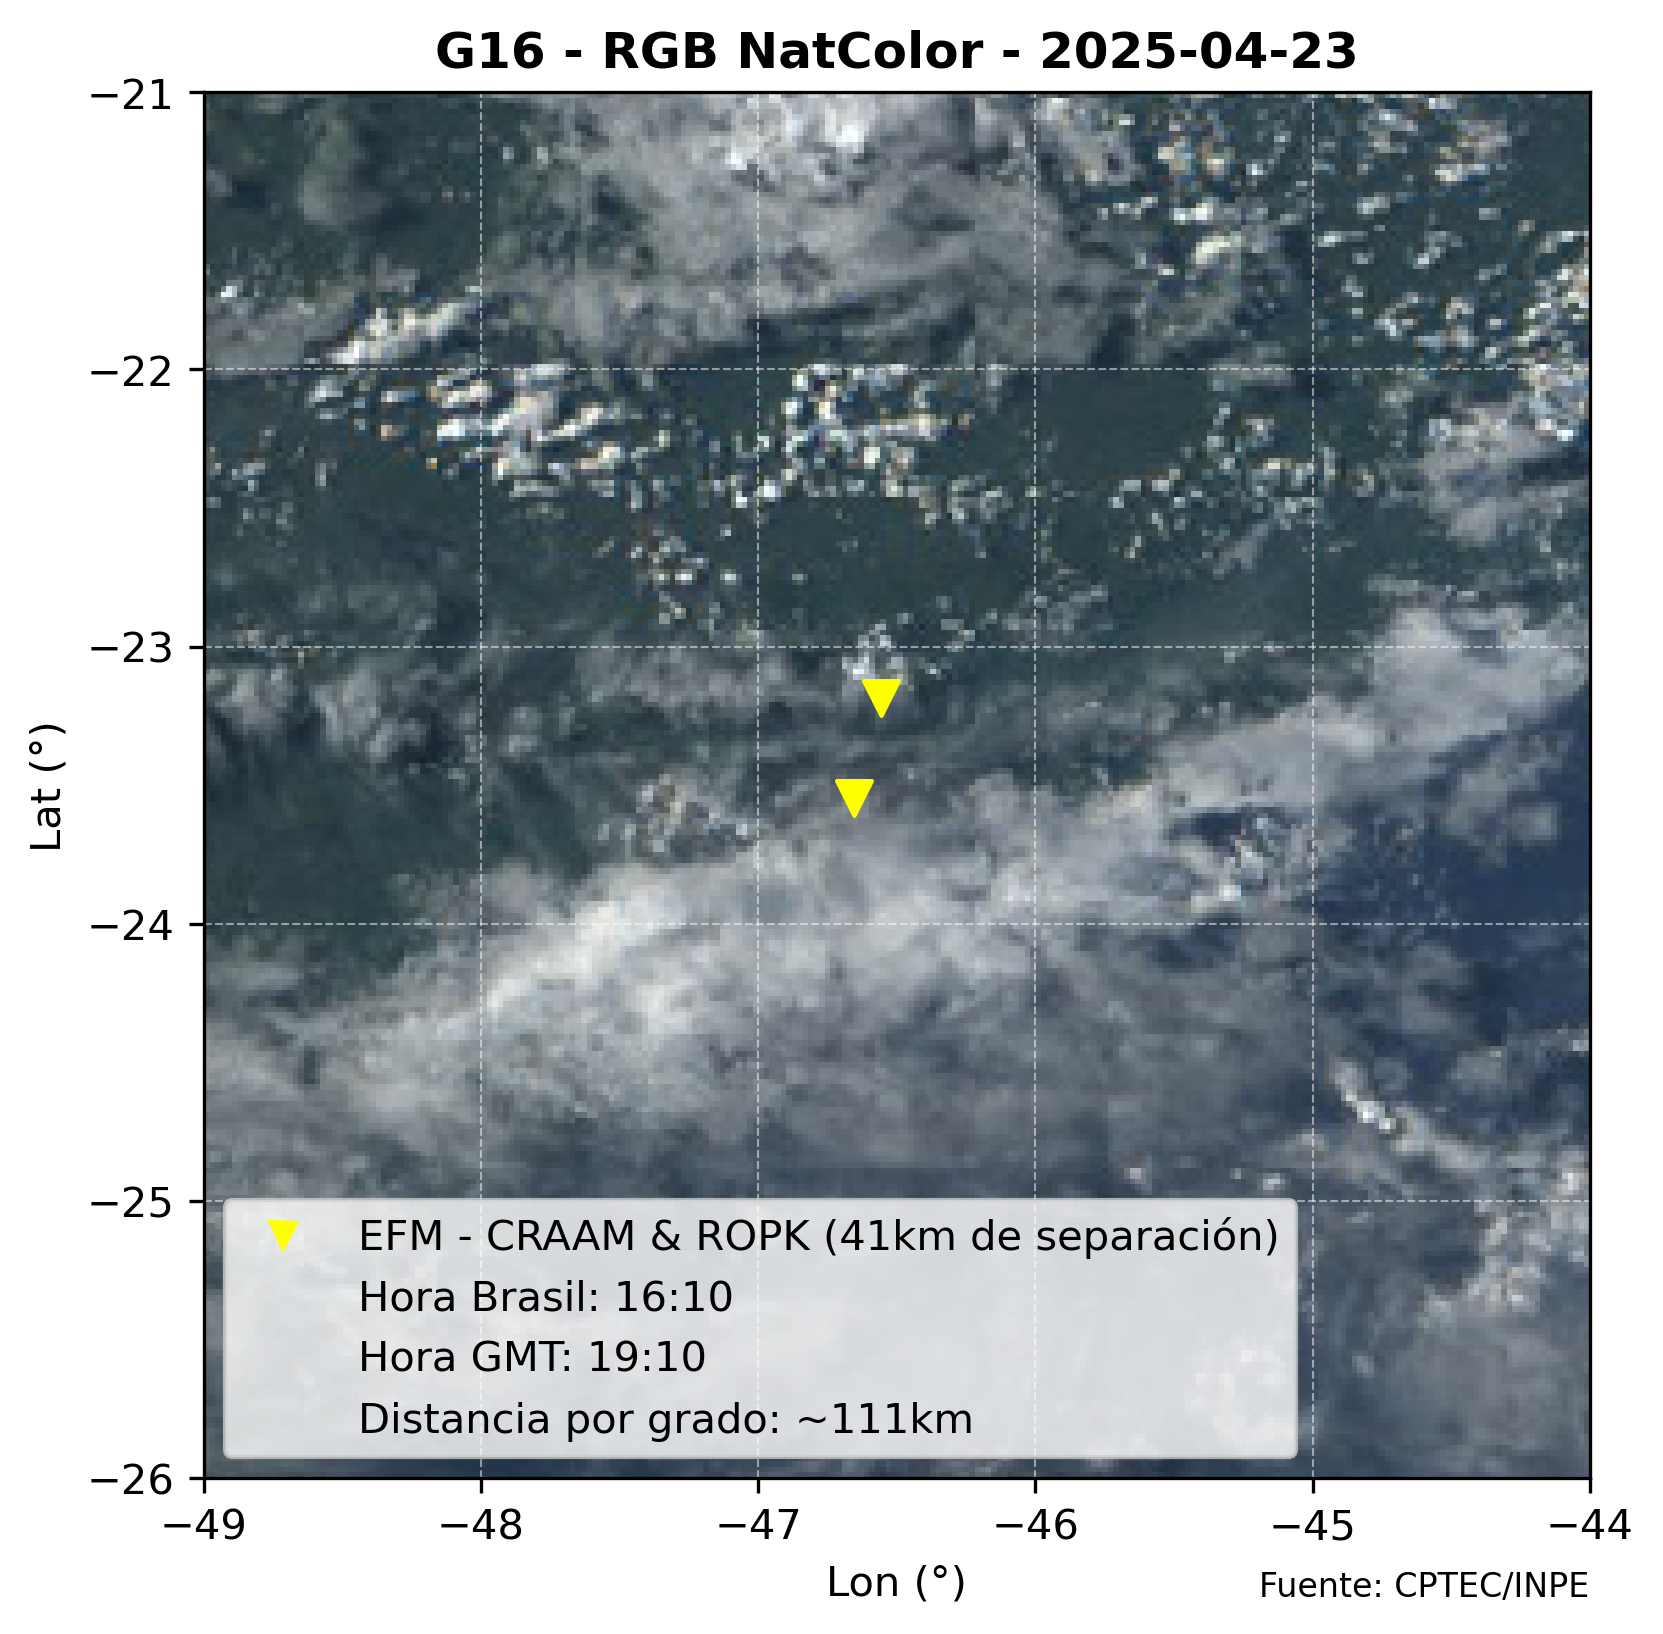 G16 - RGB NatColor - 2025-04-23
−21
−22
−23
−24
−25
−26
Lat (°)
EFM - CRAAM & ROPK (41km de separación)
Hora Brasil: 16:10
Hora GMT: 19:10
Distancia por grado: ~111km
−49 −48 −47 −46 −45 −44
Lon (°)
Fuente: CPTEC/INPE